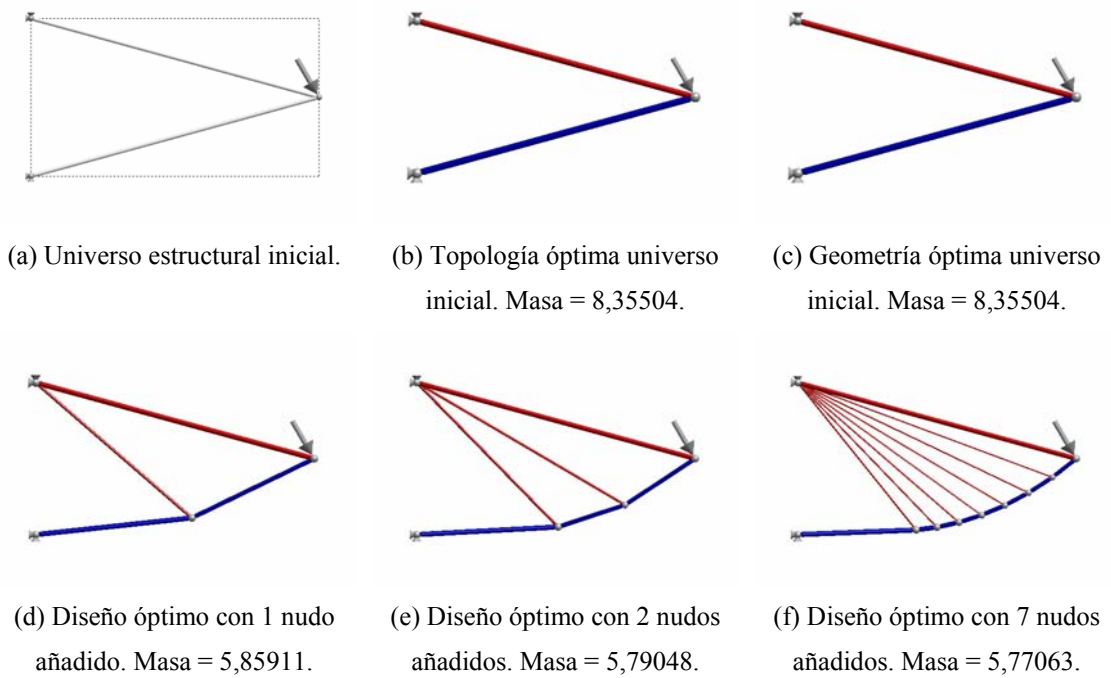 (a) Universo estructural inicial.
(b) Topología óptima universo
inicial. Masa = 8,35504.
(c) Geometría óptima universo
inicial. Masa = 8,35504.
(d) Diseño óptimo con 1 nudo
añadido. Masa = 5,85911.
(e) Diseño óptimo con 2 nudos
añadidos. Masa = 5,79048.
(f) Diseño óptimo con 7 nudos
añadidos. Masa = 5,77063.